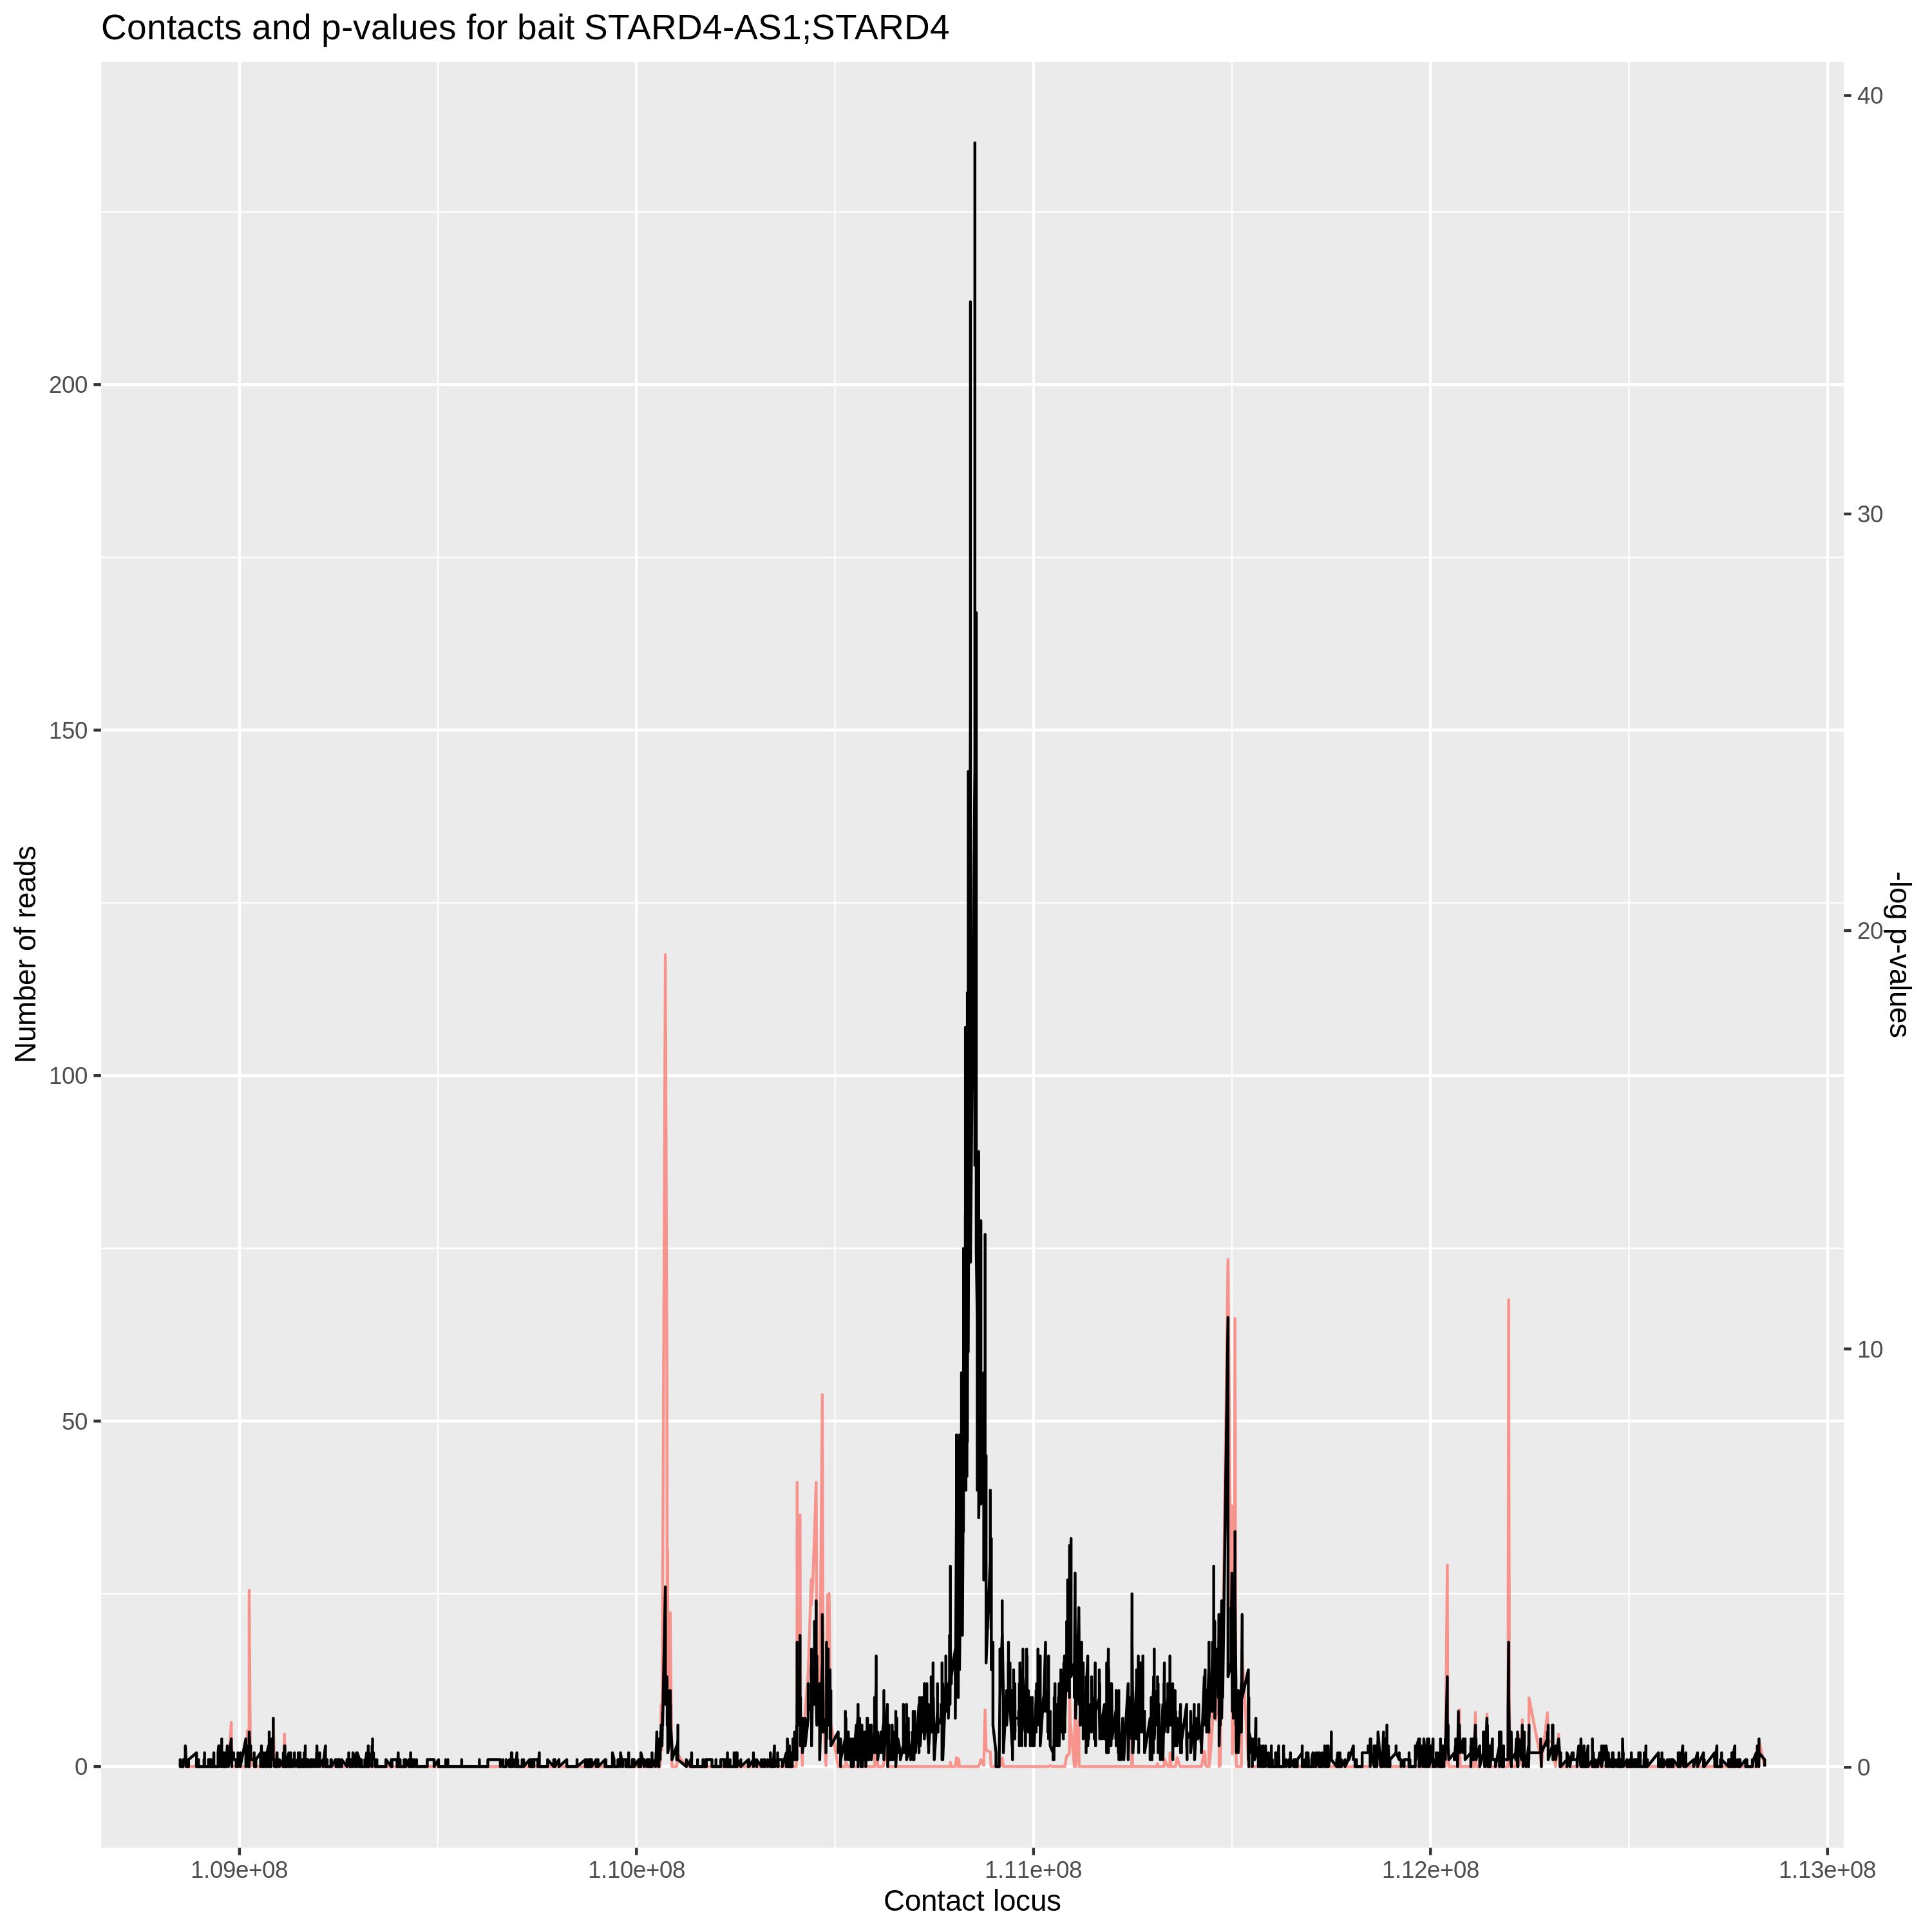 Contacts and p-values for bait STARD4-AS1;STARD4
Number of reads
200
150
100
50
0
40
30
20
10
0
-log p-values
1.09e+08 1.10e+08 1.11e+08 1.12e+08 1.13e+08
Contact locus